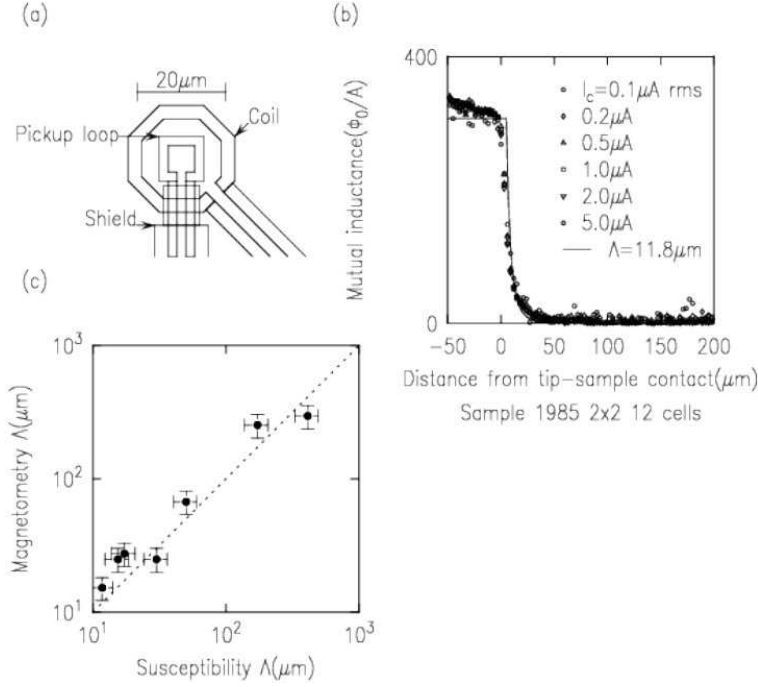 (a)
20μm
Pickup loop
Coil
Shield
(b)
Mutual inductance(Φ₀/A)
400
0
I_c=0.1μA rms
0.2μA
0.5μA
1.0μA
2.0μA
5.0μA
Λ=11.8μm
-50 0 50 100 150 200
Distance from tip-sample contact(μm)
Sample 1985 2x2 12 cells
(c)
Magnetometry Λ(μm)
10³
10²
10¹
10¹ 10² 10³
Susceptibility Λ(μm)